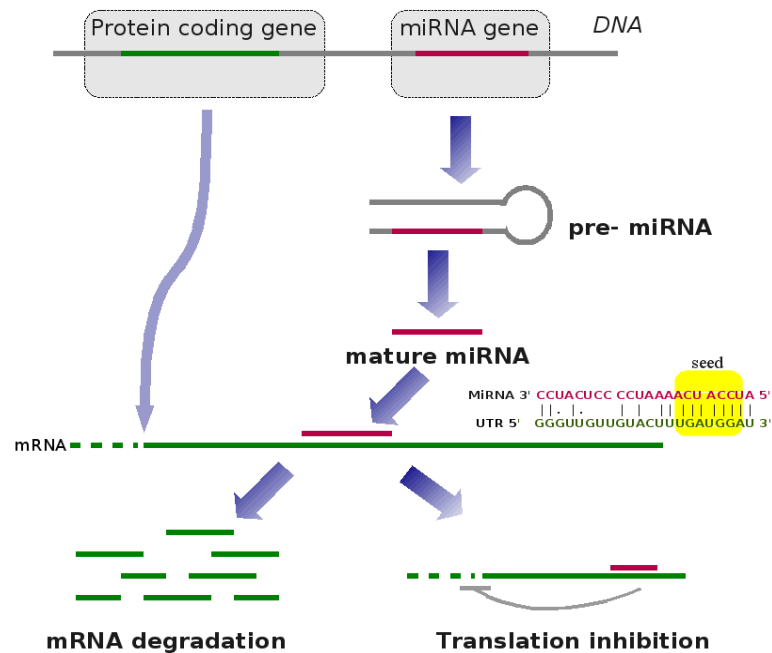 Protein coding gene
miRNA gene
DNA
pre- miRNA
mature miRNA
seed
MiRNA 3' CCUACUCC CCUAAAACU ACCUA 5'
||. |. | | || |||||||
UTR 5' GGGUUGUUGUACUUUGAUGGAU 3'
mRNA
mRNA degradation
Translation inhibition